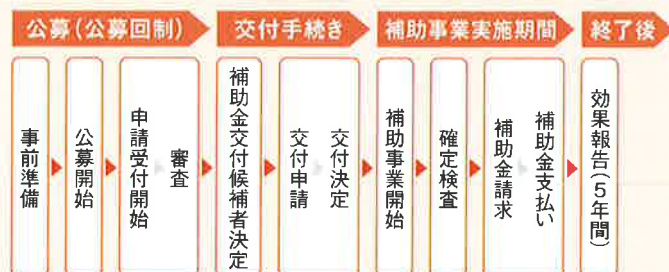 公募(公募回制)
交付手続き
補助事業実施期間
終了後
事前準備
公募開始
申請受付開始
審査
補助金交付候補者決定
交付申請
交付決定
補助事業開始
確定検査
補助金請求
補助金支払い
効果報告(5年間)